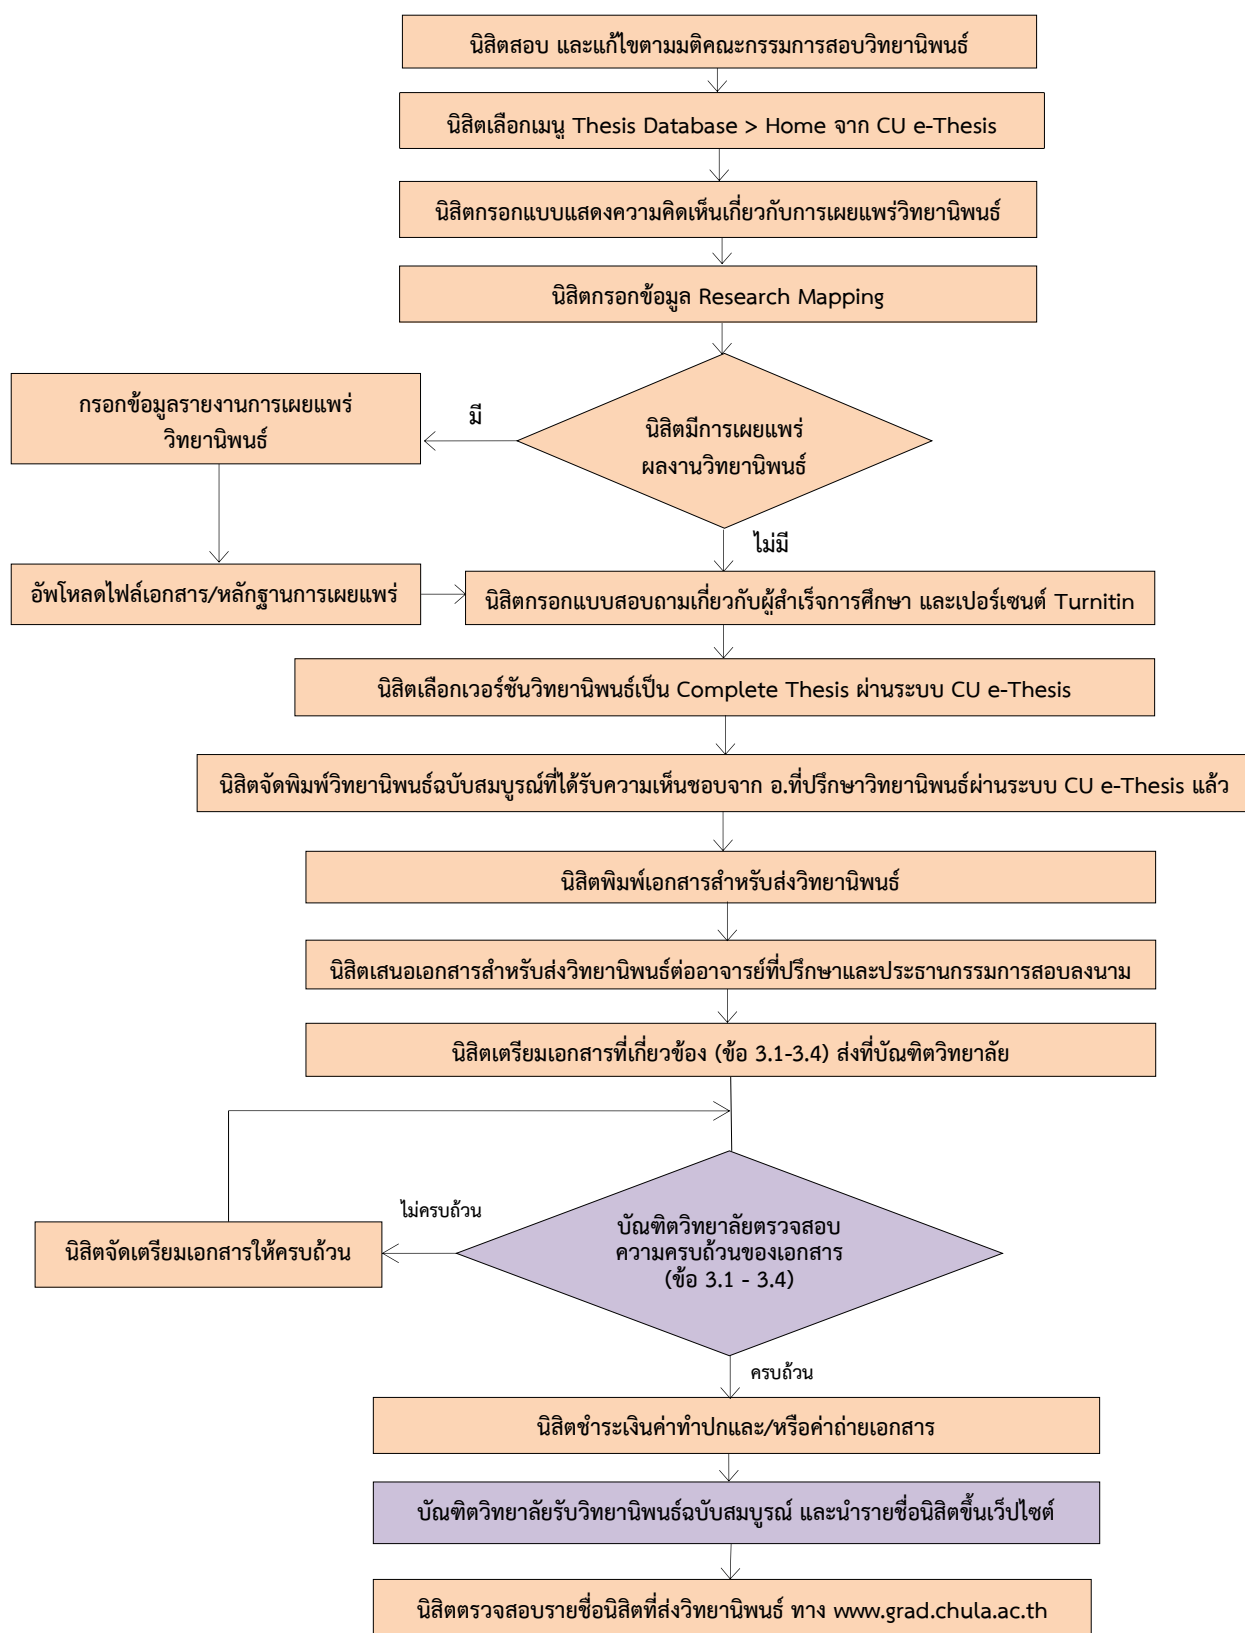 นิสิตสอบ และแก้ไขตามมติคณะกรรมการสอบวิทยานิพนธ์
นิสิตเลือกเมนู Thesis Database > Home จาก CU e-Thesis
นิสิตกรอกแบบแสดงความคิดเห็นเกี่ยวกับการเผยแพร่วิทยานิพนธ์
นิสิตกรอกข้อมูล Research Mapping
นิสิตมีการเผยแพร่
ผลงานวิทยานิพนธ์
มี
กรอกข้อมูลรายงานการเผยแพร่
วิทยานิพนธ์
อัพโหลดไฟล์เอกสาร/หลักฐานการเผยแพร่
ไม่มี
นิสิตกรอกแบบสอบถามเกี่ยวกับผู้สำเร็จการศึกษา และเปอร์เซนต์ Turnitin
นิสิตเลือกเวอร์ชันวิทยานิพนธ์เป็น Complete Thesis ผ่านระบบ CU e-Thesis
นิสิตจัดพิมพ์วิทยานิพนธ์ฉบับสมบูรณ์ที่ได้รับความเห็นชอบจาก อ.ที่ปรึกษาวิทยานิพนธ์ผ่านระบบ CU e-Thesis แล้ว
นิสิตพิมพ์เอกสารสำหรับส่งวิทยานิพนธ์
นิสิตเสนอเอกสารสำหรับส่งวิทยานิพนธ์ต่ออาจารย์ที่ปรึกษาและประธานกรรมการสอบลงนาม
นิสิตเตรียมเอกสารที่เกี่ยวข้อง (ข้อ 3.1-3.4) ส่งที่บัณฑิตวิทยาลัย
บัณฑิตวิทยาลัยตรวจสอบ
ความครบถ้วนของเอกสาร
(ข้อ 3.1 - 3.4)
ไม่ครบถ้วน
นิสิตจัดเตรียมเอกสารให้ครบถ้วน
ครบถ้วน
นิสิตชำระเงินค่าทำปกและ/หรือค่าถ่ายเอกสาร
บัณฑิตวิทยาลัยรับวิทยานิพนธ์ฉบับสมบูรณ์ และนำรายชื่อนิสิตขึ้นเว็บไซต์
นิสิตตรวจสอบรายชื่อนิสิตที่ส่งวิทยานิพนธ์ ทาง www.grad.chula.ac.th